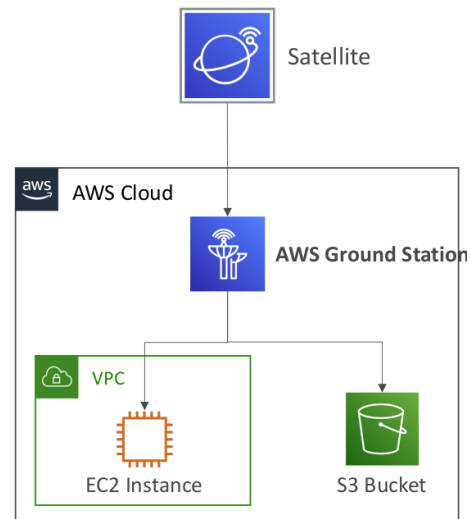 Satellite
aws
AWS Cloud
AWS Ground Station
VPC
EC2 Instance
S3 Bucket